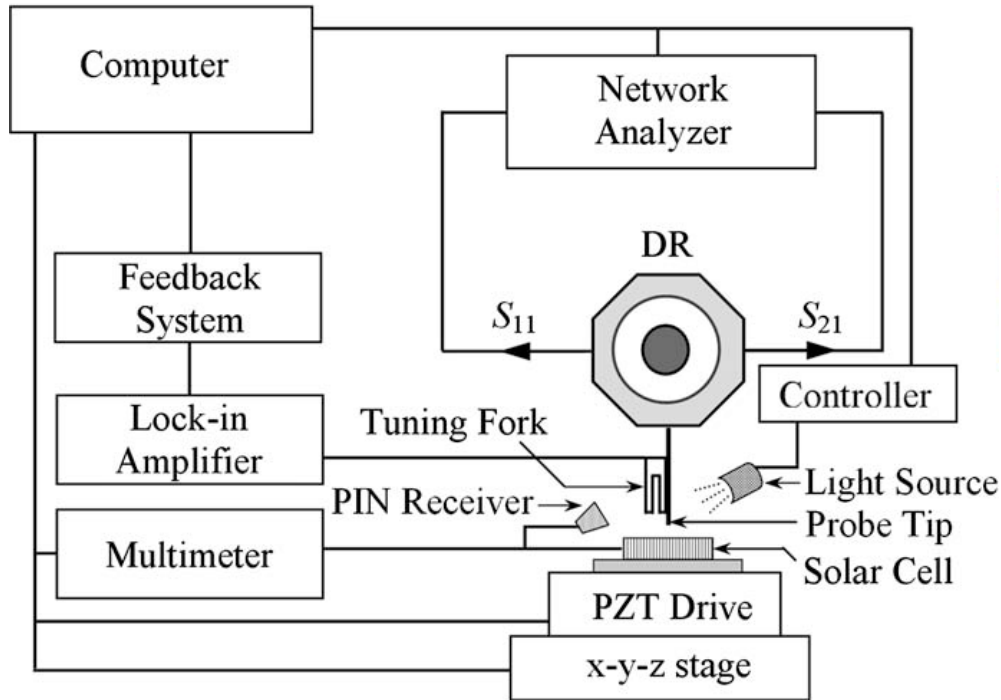 Computer
Network
Analyzer
DR
Feedback
System
S11
S21
Controller
Lock-in
Amplifier
Tuning Fork
PIN Receiver
Light Source
Probe Tip
Multimeter
Solar Cell
PZT Drive
x-y-z stage